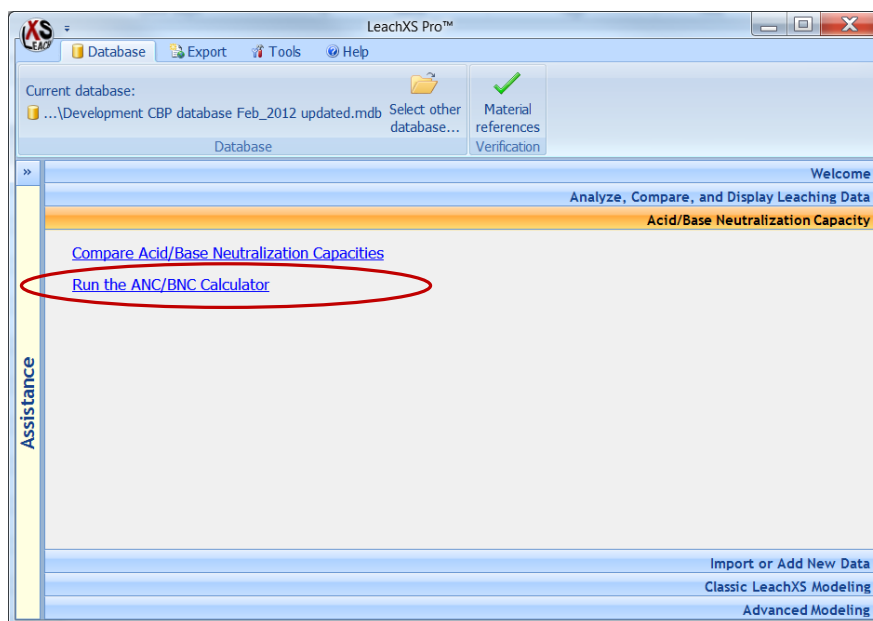 LeachXS Pro™
XS
LEACH
Database Export Tools Help
Current database:
...\Development CBP database Feb_2012 updated.mdb
Select other
database...
Material
references
Database
Verification
»
Welcome
Analyze, Compare, and Display Leaching Data
Acid/Base Neutralization Capacity
Compare Acid/Base Neutralization Capacities
Run the ANC/BNC Calculator
Assistance
Import or Add New Data
Classic LeachXS Modeling
Advanced Modeling